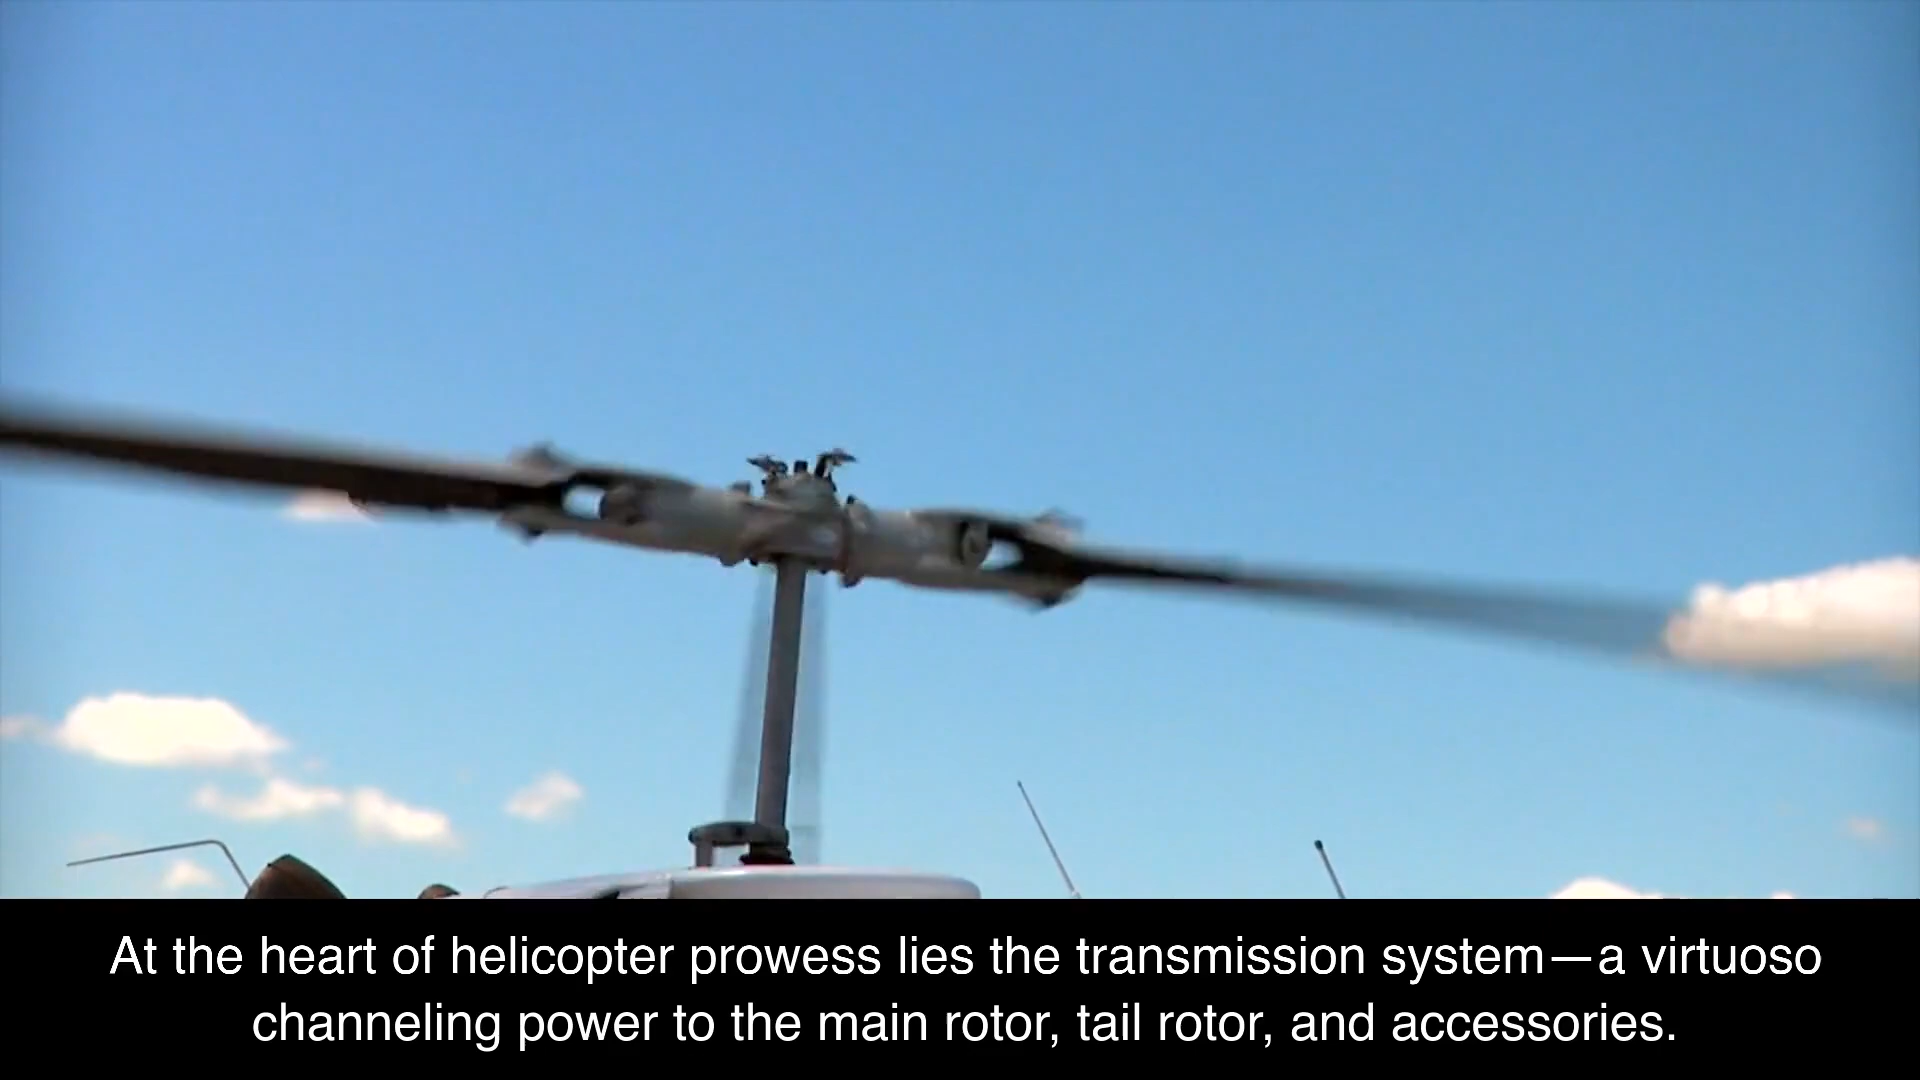 At the heart of helicopter prowess lies the transmission system—a virtuoso
channeling power to the main rotor, tail rotor, and accessories.